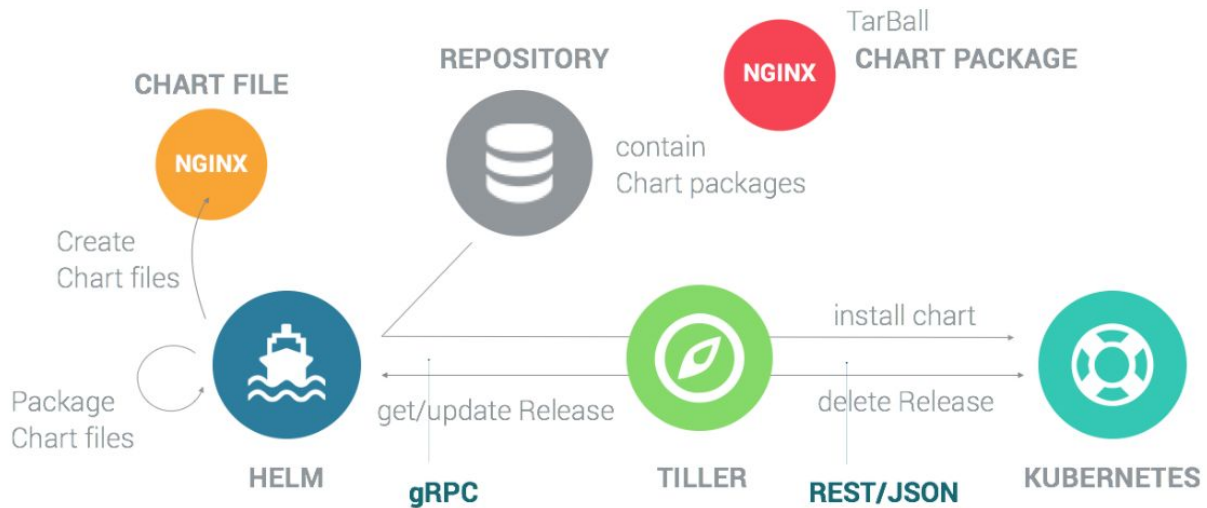 TarBall
REPOSITORY
CHART PACKAGE
NGINX
CHART FILE
NGINX
contain
Chart packages
Create
Chart files
install chart
Package
Chart files
get/update Release
delete Release
HELM
gRPC
TILLER
REST/JSON
KUBERNETES